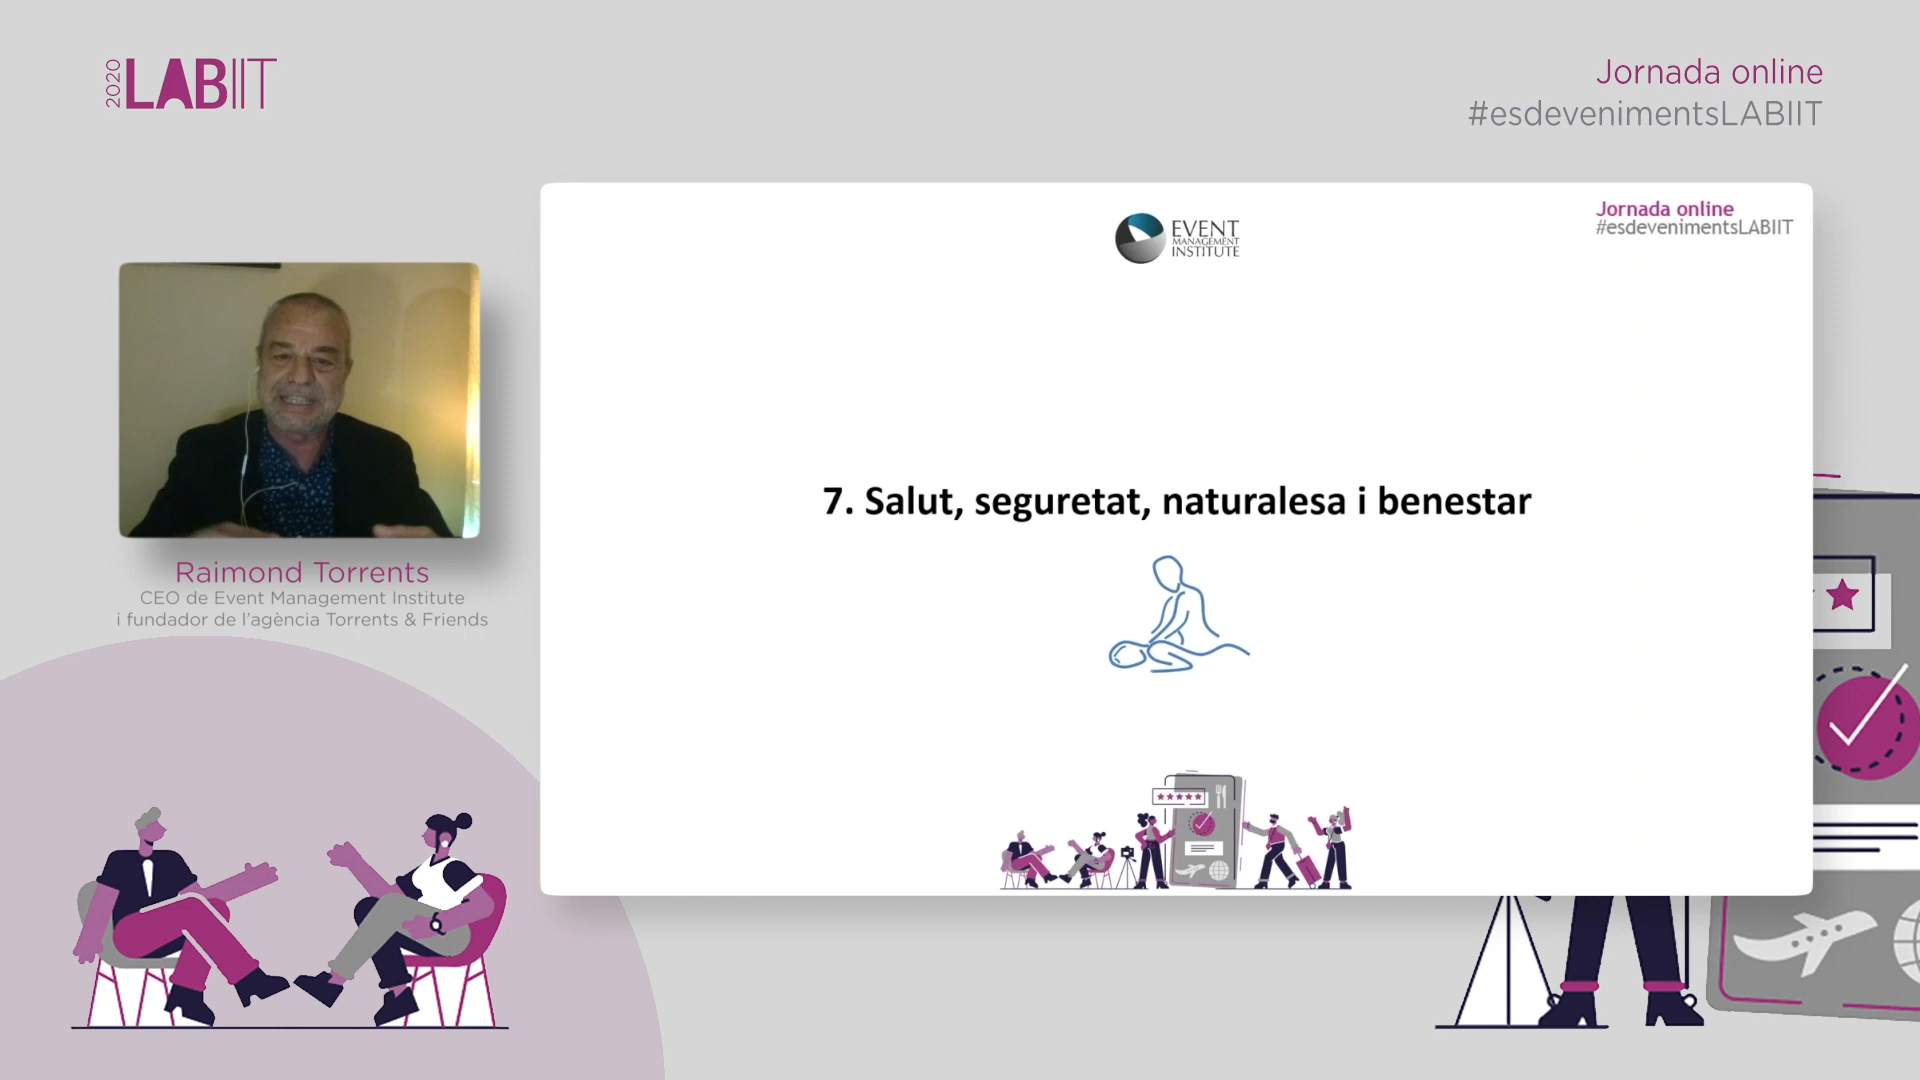 2020 LABIIT
Jornada online
#esdevenimentsLABIIT
EVENT
MANAGEMENT
INSTITUTE
Jornada online
#esdevenimentsLABIIT
7. Salut, seguretat, naturalesa i benestar
Raimond Torrents
CEO de Event Management Institute
i fundador de l'agència Torrents & Friends